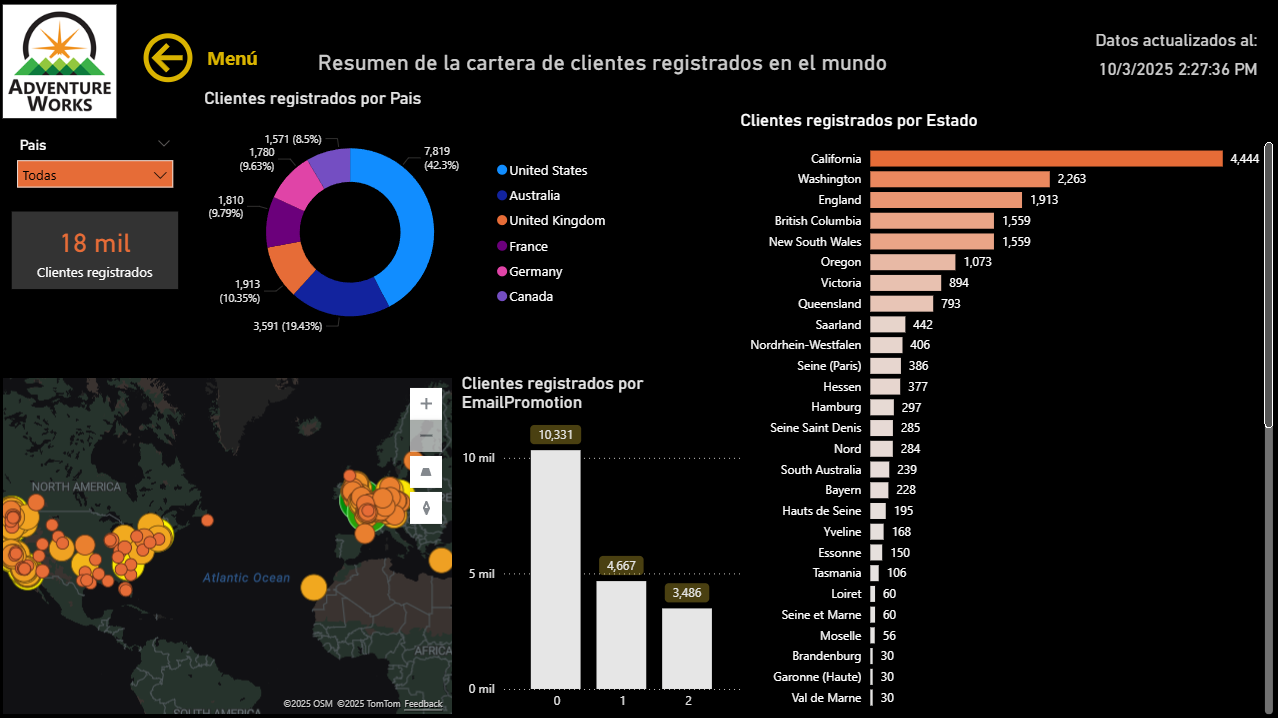 ADVENTURE
WORKS
Menú
Resumen de la cartera de clientes registrados en el mundo
Datos actualizados al:
10/3/2025 2:27:36 PM
Pais
Todas
18 mil
Clientes registrados
Clientes registrados por Pais
7,819
(42.3%)
3,591 (19.43%)
1,913
(10.35%)
1,810
(9.79%)
1,780
(9.63%)
1,571 (8.5%)
United States
Australia
United Kingdom
France
Germany
Canada
Clientes registrados por Estado
California 4,444
Washington 2,263
England 1,913
British Columbia 1,559
New South Wales 1,559
Oregon 1,073
Victoria 894
Queensland 793
Saarland 442
Nordrhein-Westfalen 406
Seine (Paris) 386
Hessen 377
Hamburg 297
Seine Saint Denis 285
Nord 284
South Australia 239
Bayern 228
Hauts de Seine 195
Yveline 168
Essonne 150
Tasmania 106
Loiret 60
Seine et Marne 60
Moselle 56
Brandenburg 30
Garonne (Haute) 30
Val de Marne 30
NORTH AMERICA
Atlantic Ocean
AFRICA
SOUTH AMERICA
©2025 OSM ©2025 TomTom Feedback
Clientes registrados por
EmailPromotion
10 mil
5 mil
0 mil
10,331
4,667
3,486
0
1
2